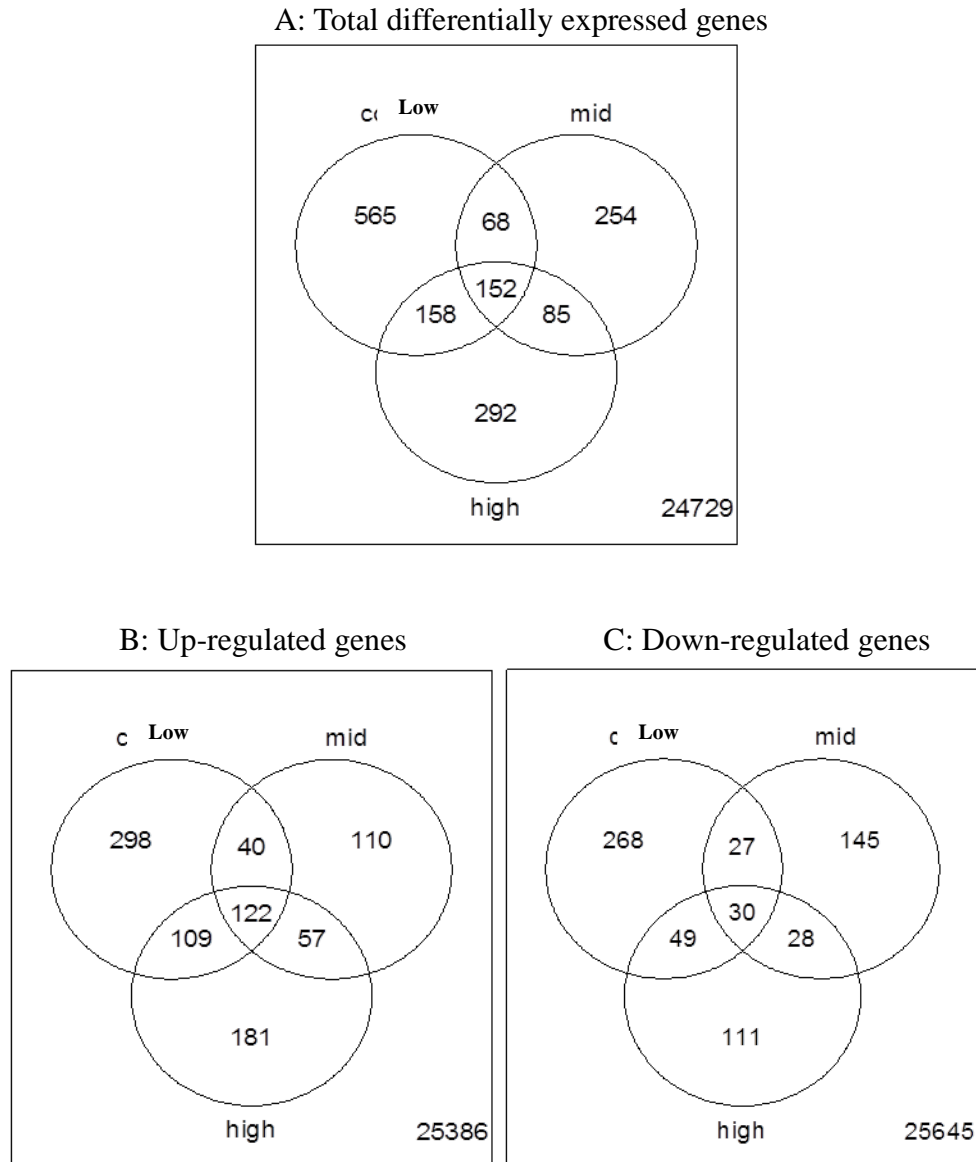 A: Total differentially expressed genes
Low mid
565 68 254
152
158 85
292
high 24729
B: Up-regulated genes
Low mid
298 40 110
122
109 57
181
high 25386
C: Down-regulated genes
Low mid
268 27 145
30
49 28
111
high 25645